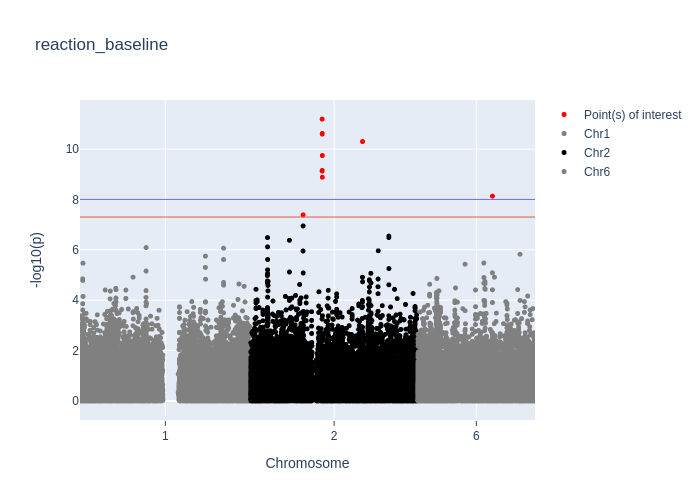 reaction_baseline
Point(s) of interest
Chr1
Chr2
Chr6
10
8
6
4
2
0
-log10(p)
1
2
6
Chromosome